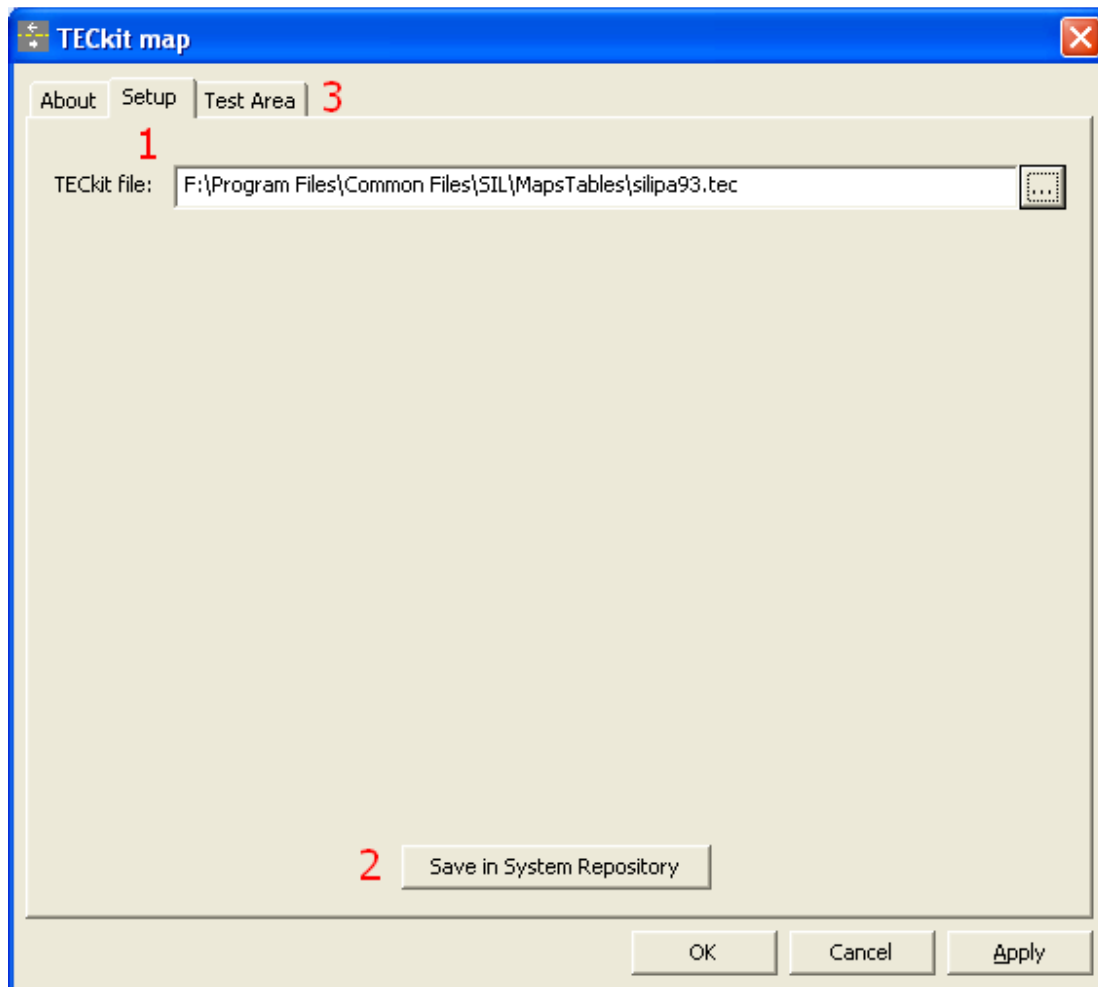 TECkit map
About Setup Test Area 3
1
TECkit file: F:\Program Files\Common Files\SIL\MapsTables\silipa93.tec ...
2 Save in System Repository
OK Cancel Apply